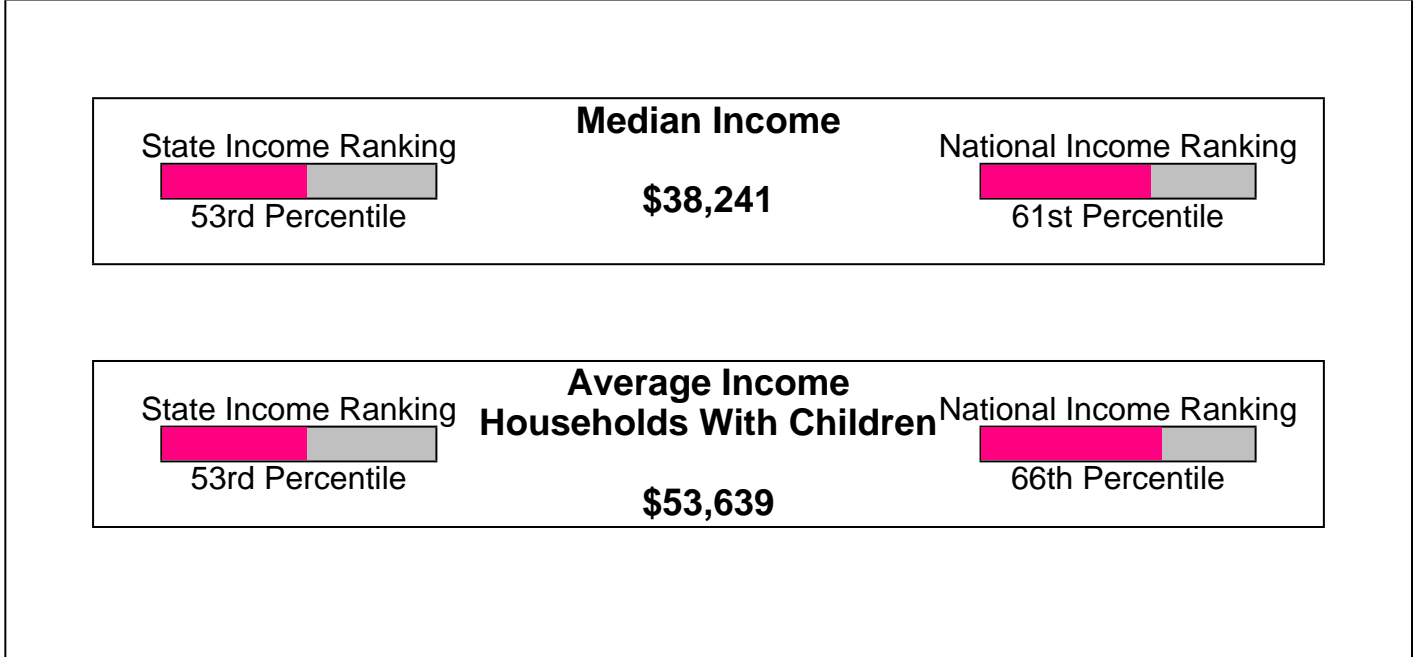 Median Income
State Income Ranking
National Income Ranking
$38,241
53rd Percentile
61st Percentile
Average Income
State Income Ranking
Households With Children
National Income Ranking
53rd Percentile
66th Percentile
$53,639